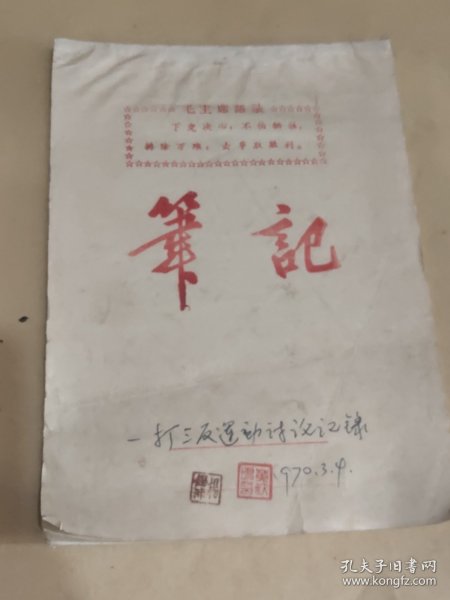 毛主席语录
下定决心，不怕牺牲，
排除万难，去争取胜利。
筆記
一打三反运动讨论记录
1970.3.4.
孔夫子旧书网
www.kongfz.com